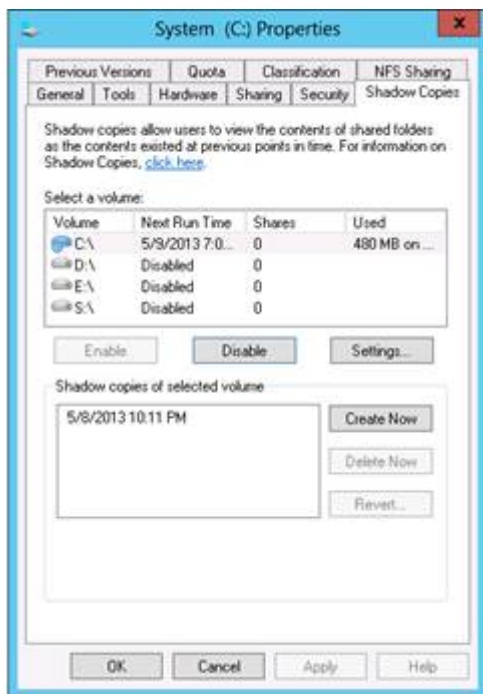 System (C:) Properties
x
Previous Versions Quota Classification NFS Sharing
General Tools Hardware Sharing Security Shadow Copies
Shadow copies allow users to view the contents of shared folders
as the contents existed at previous points in time. For information on
Shadow Copies, click here.
Select a volume:
Volume Next Run Time Shares Used
C:\ 5/9/2013 7:0... 0 480 MB on ...
D:\ Disabled 0
E:\ Disabled 0
S:\ Disabled 0
Enable Disable Settings...
Shadow copies of selected volume
5/8/2013 10:11 PM Create Now
Delete Now
Revert...
OK Cancel Apply Help